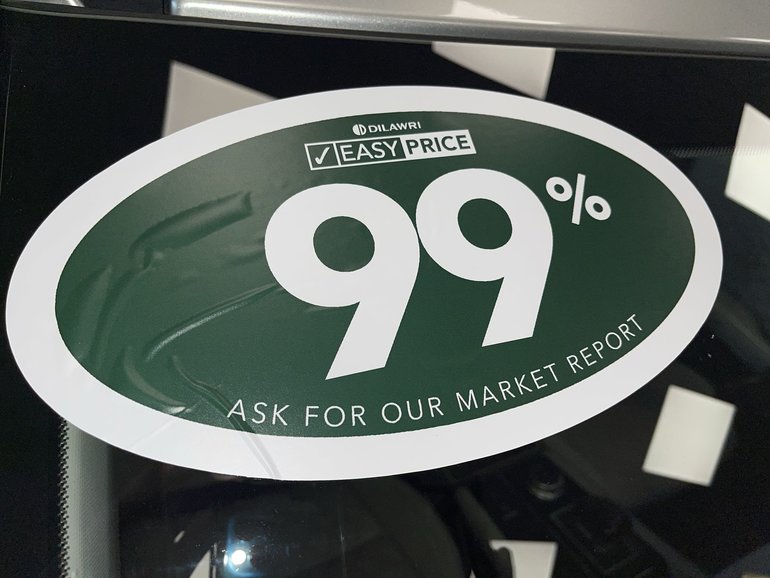 DILAWRI
✓ EASY PRICE
99%
ASK FOR OUR MARKET REPORT